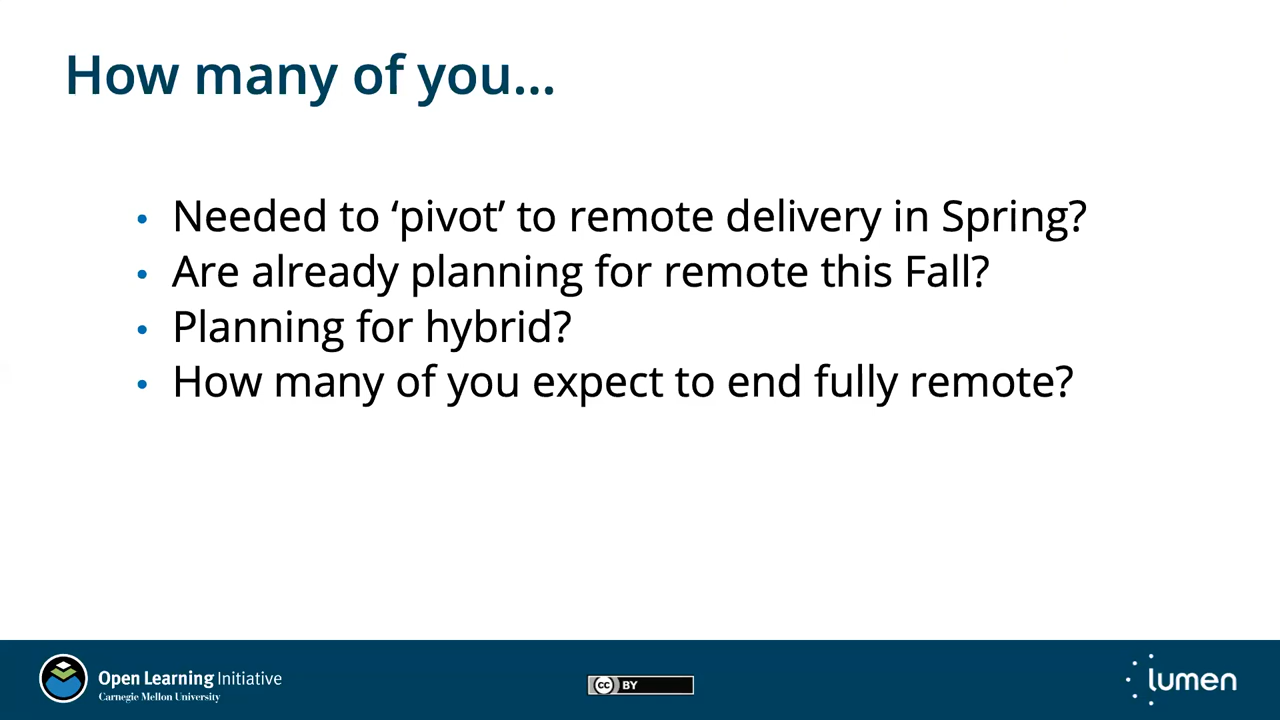 How many of you...
• Needed to ‘pivot’ to remote delivery in Spring?
• Are already planning for remote this Fall?
• Planning for hybrid?
• How many of you expect to end fully remote?
Open Learning Initiative
Carnegie Mellon University
cc BY
lumen